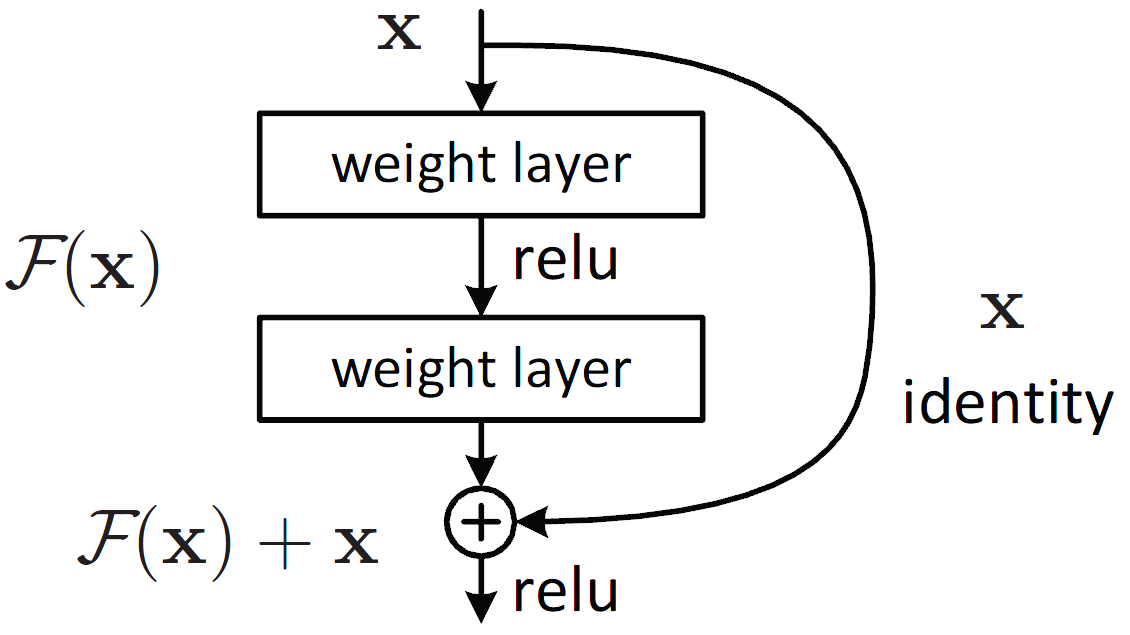 x
weight layer
F(x)
relu
x
weight layer
identity
F(x) + x
+
relu